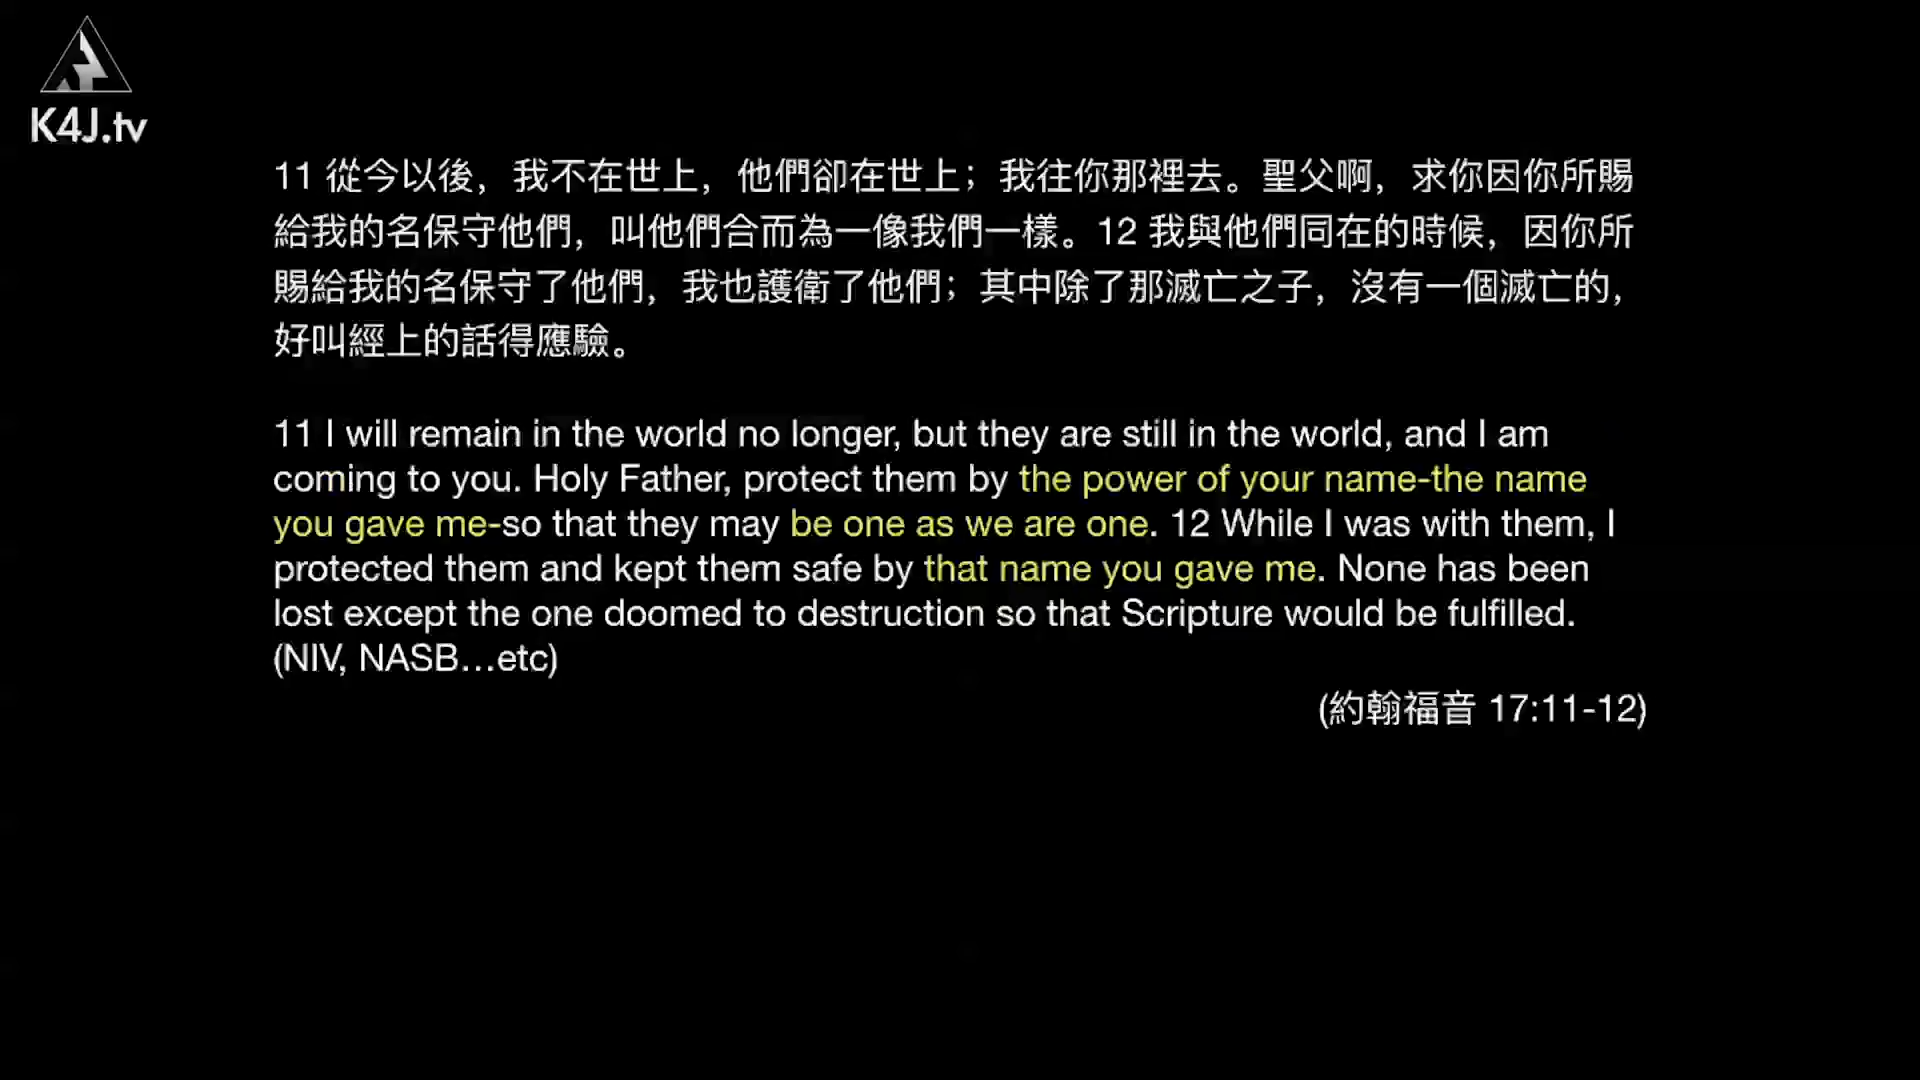 K4J.tv
11 從今以後，我不在世上，他們卻在世上；我往你那裡去。聖父啊，求你因你所賜
給我的名保守他們，叫他們合而為一像我們一樣。12 我與他們同在的時候，因你所
賜給我的名保守了他們，我也護衛了他們；其中除了那滅亡之子，沒有一個滅亡的，
好叫經上的話得應驗。
11 I will remain in the world no longer, but they are still in the world, and I am
coming to you. Holy Father, protect them by the power of your name-the name
you gave me-so that they may be one as we are one. 12 While I was with them, I
protected them and kept them safe by that name you gave me. None has been
lost except the one doomed to destruction so that Scripture would be fulfilled.
(NIV, NASB…etc)
(約翰福音 17:11-12)